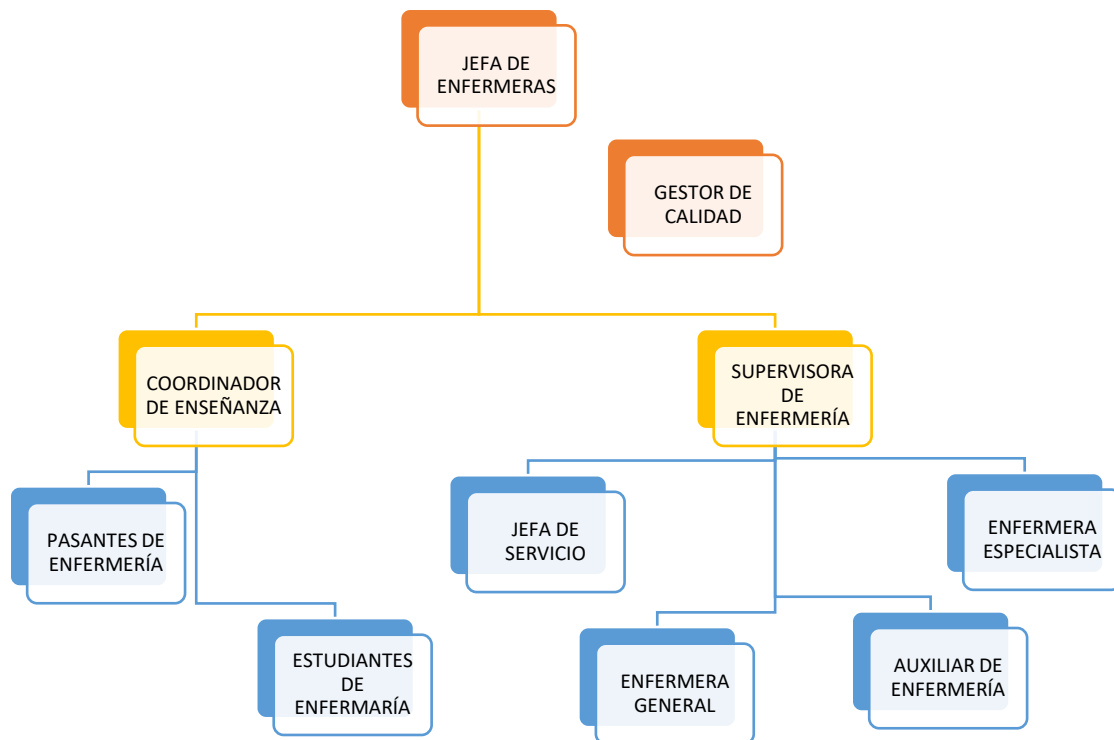 JEFA DE
ENFERMERAS
GESTOR DE
CALIDAD
COORDINADOR
DE ENSEÑANZA
SUPERVISORA
DE
ENFERMERÍA
PASANTES DE
ENFERMERÍA
JEFA DE
SERVICIO
ENFERMERA
ESPECIALISTA
ESTUDIANTES
DE
ENFERMARÍA
ENFERMERA
GENERAL
AUXILIAR DE
ENFERMERÍA